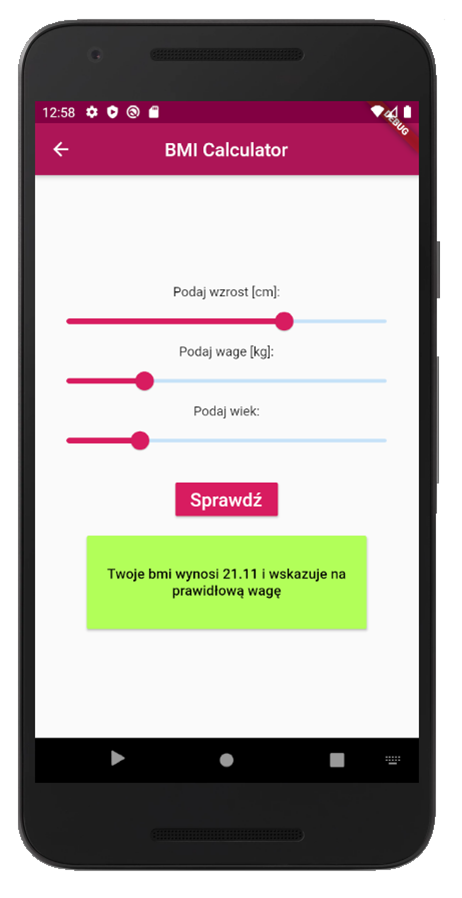 12:58
DEBUG
BMI Calculator
Podaj wzrost [cm]:
Podaj wage [kg]:
Podaj wiek:
Sprawdź
Twoje bmi wynosi 21.11 i wskazuje na
prawidłową wagę